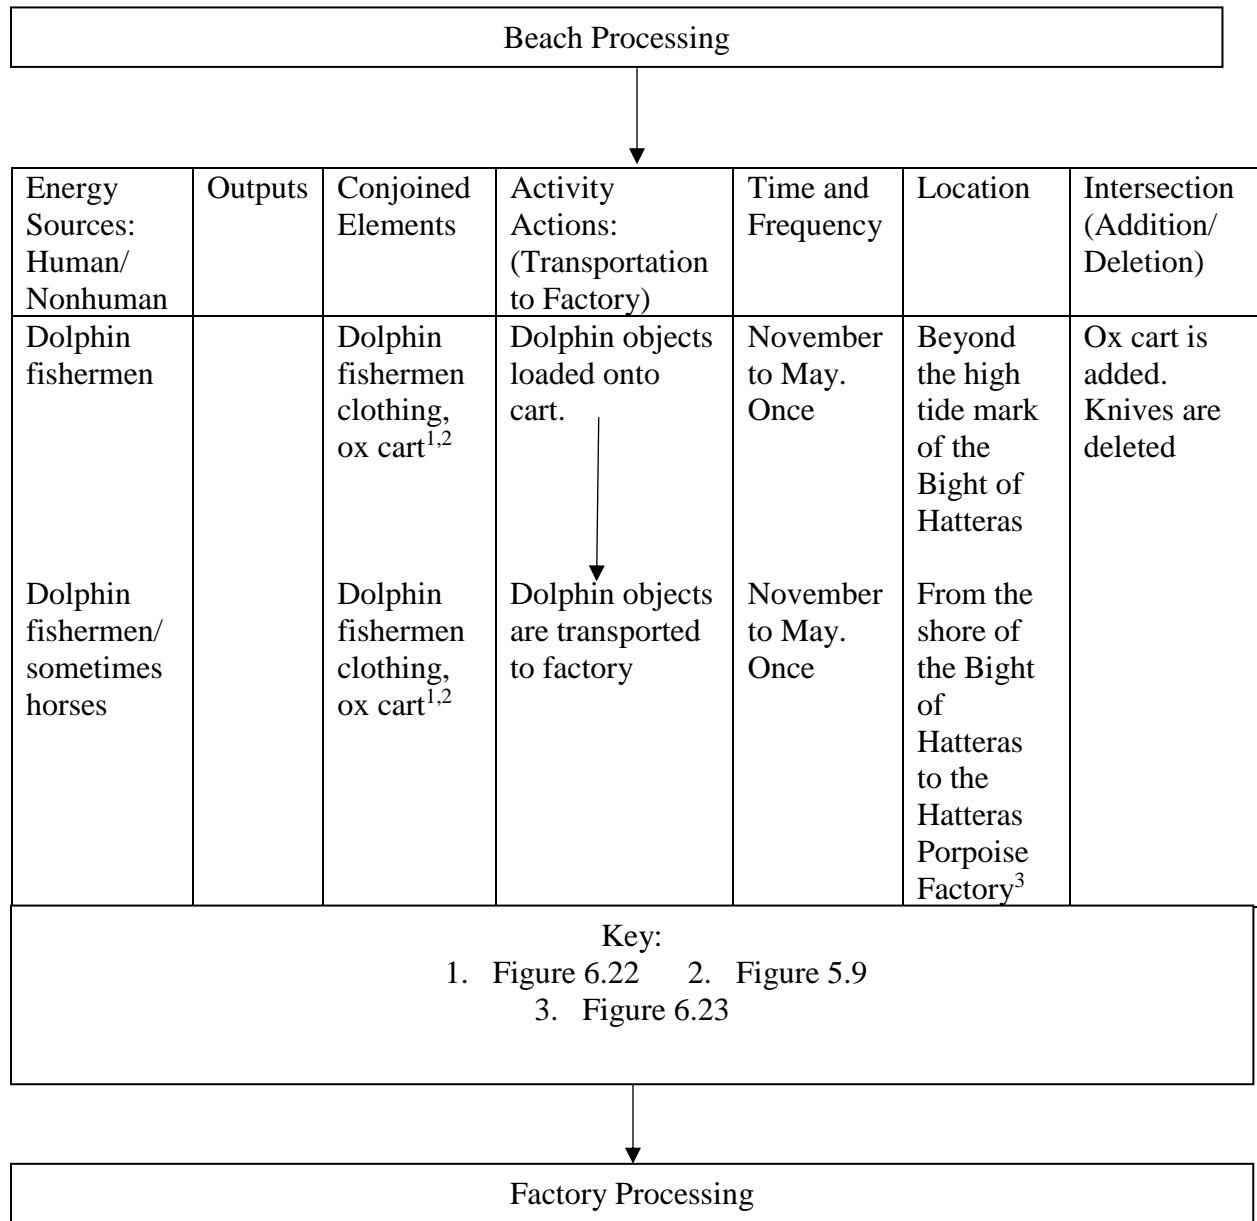 Beach Processing
Energy
Sources:
Human/
Nonhuman
Outputs
Conjoined
Elements
Activity
Actions:
(Transportation
to Factory)
Time and
Frequency
Location
Intersection
(Addition/
Deletion)
Dolphin
fishermen
Dolphin
fishermen
clothing,
ox cart1,2
Dolphin objects
loaded onto
cart.
November
to May.
Once
Beyond
the high
tide mark
of the
Bight of
Hatteras
Ox cart is
added.
Knives are
deleted
Dolphin
fishermen/
sometimes
horses
Dolphin
fishermen
clothing,
ox cart1,2
Dolphin objects
are transported
to factory
November
to May.
Once
From the
shore of
the Bight
of
Hatteras
to the
Hatteras
Porpoise
Factory3
Key:
1. Figure 6.22 2. Figure 5.9
3. Figure 6.23
Factory Processing